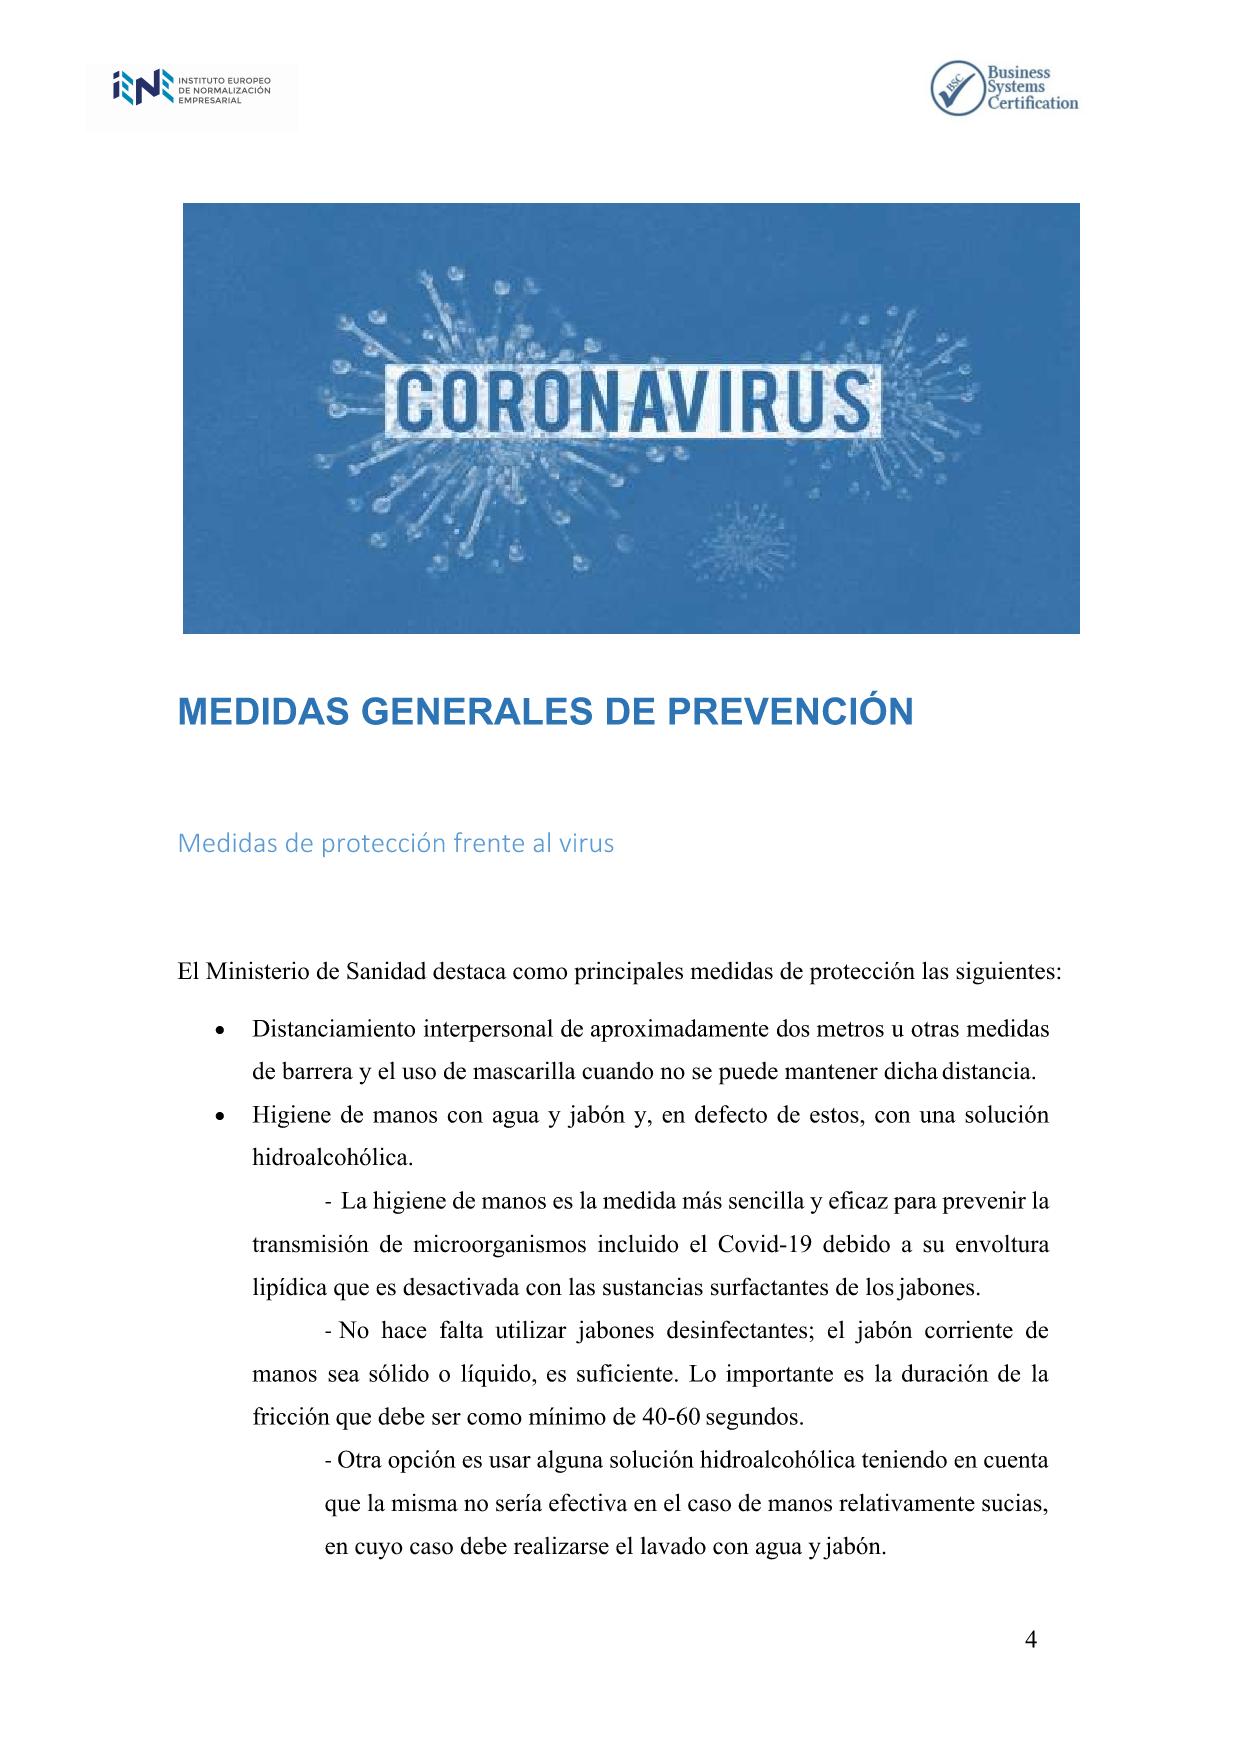 INSTITUTO EUROPEO
DE NORMALIZACIÓN
EMPRESARIAL
BSC
Business
Systems
Certification
CORONAVIRUS
MEDIDAS GENERALES DE PREVENCIÓN
Medidas de protección frente al virus
El Ministerio de Sanidad destaca como principales medidas de protección las siguientes:
• Distanciamiento interpersonal de aproximadamente dos metros u otras medidas
de barrera y el uso de mascarilla cuando no se puede mantener dicha distancia.
• Higiene de manos con agua y jabón y, en defecto de estos, con una solución
hidroalcohólica.
- La higiene de manos es la medida más sencilla y eficaz para prevenir la
transmisión de microorganismos incluido el Covid-19 debido a su envoltura
lipídica que es desactivada con las sustancias surfactantes de los jabones.
- No hace falta utilizar jabones desinfectantes; el jabón corriente de
manos sea sólido o líquido, es suficiente. Lo importante es la duración de la
fricción que debe ser como mínimo de 40-60 segundos.
- Otra opción es usar alguna solución hidroalcohólica teniendo en cuenta
que la misma no sería efectiva en el caso de manos relativamente sucias,
en cuyo caso debe realizarse el lavado con agua y jabón.
4